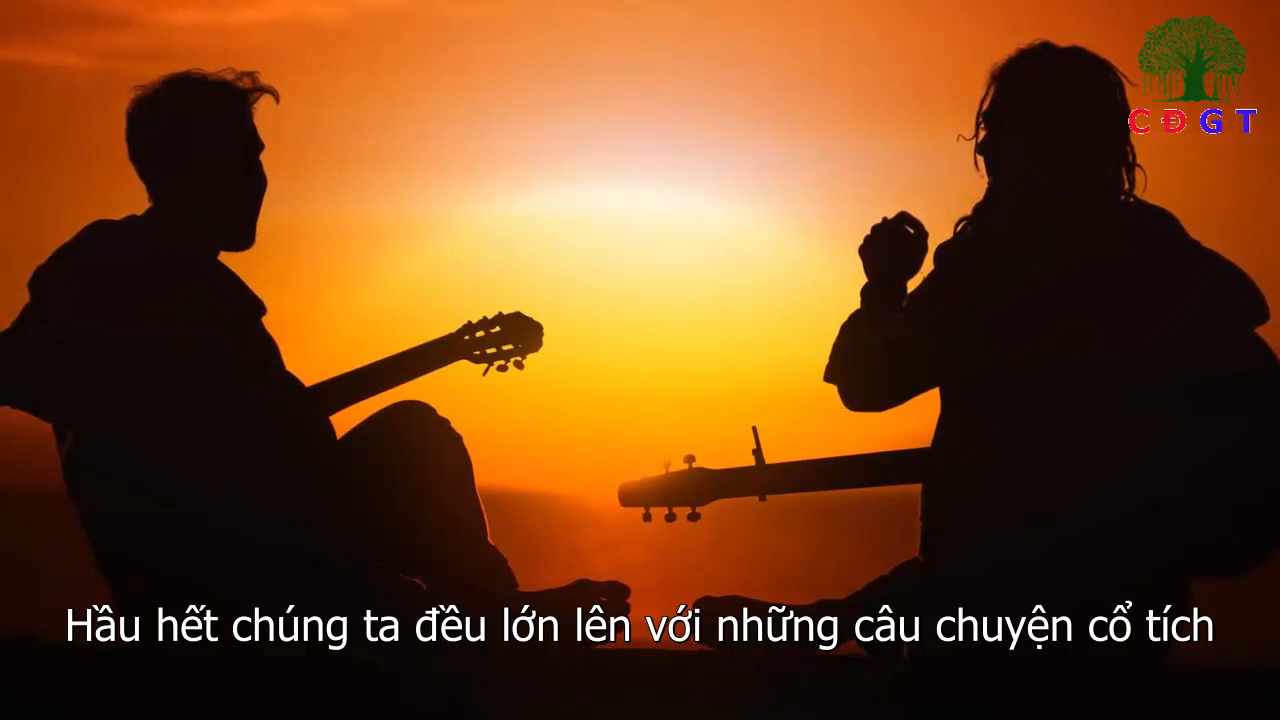 CĐGT
Hầu hết chúng ta đều lớn lên với những câu chuyện cổ tích